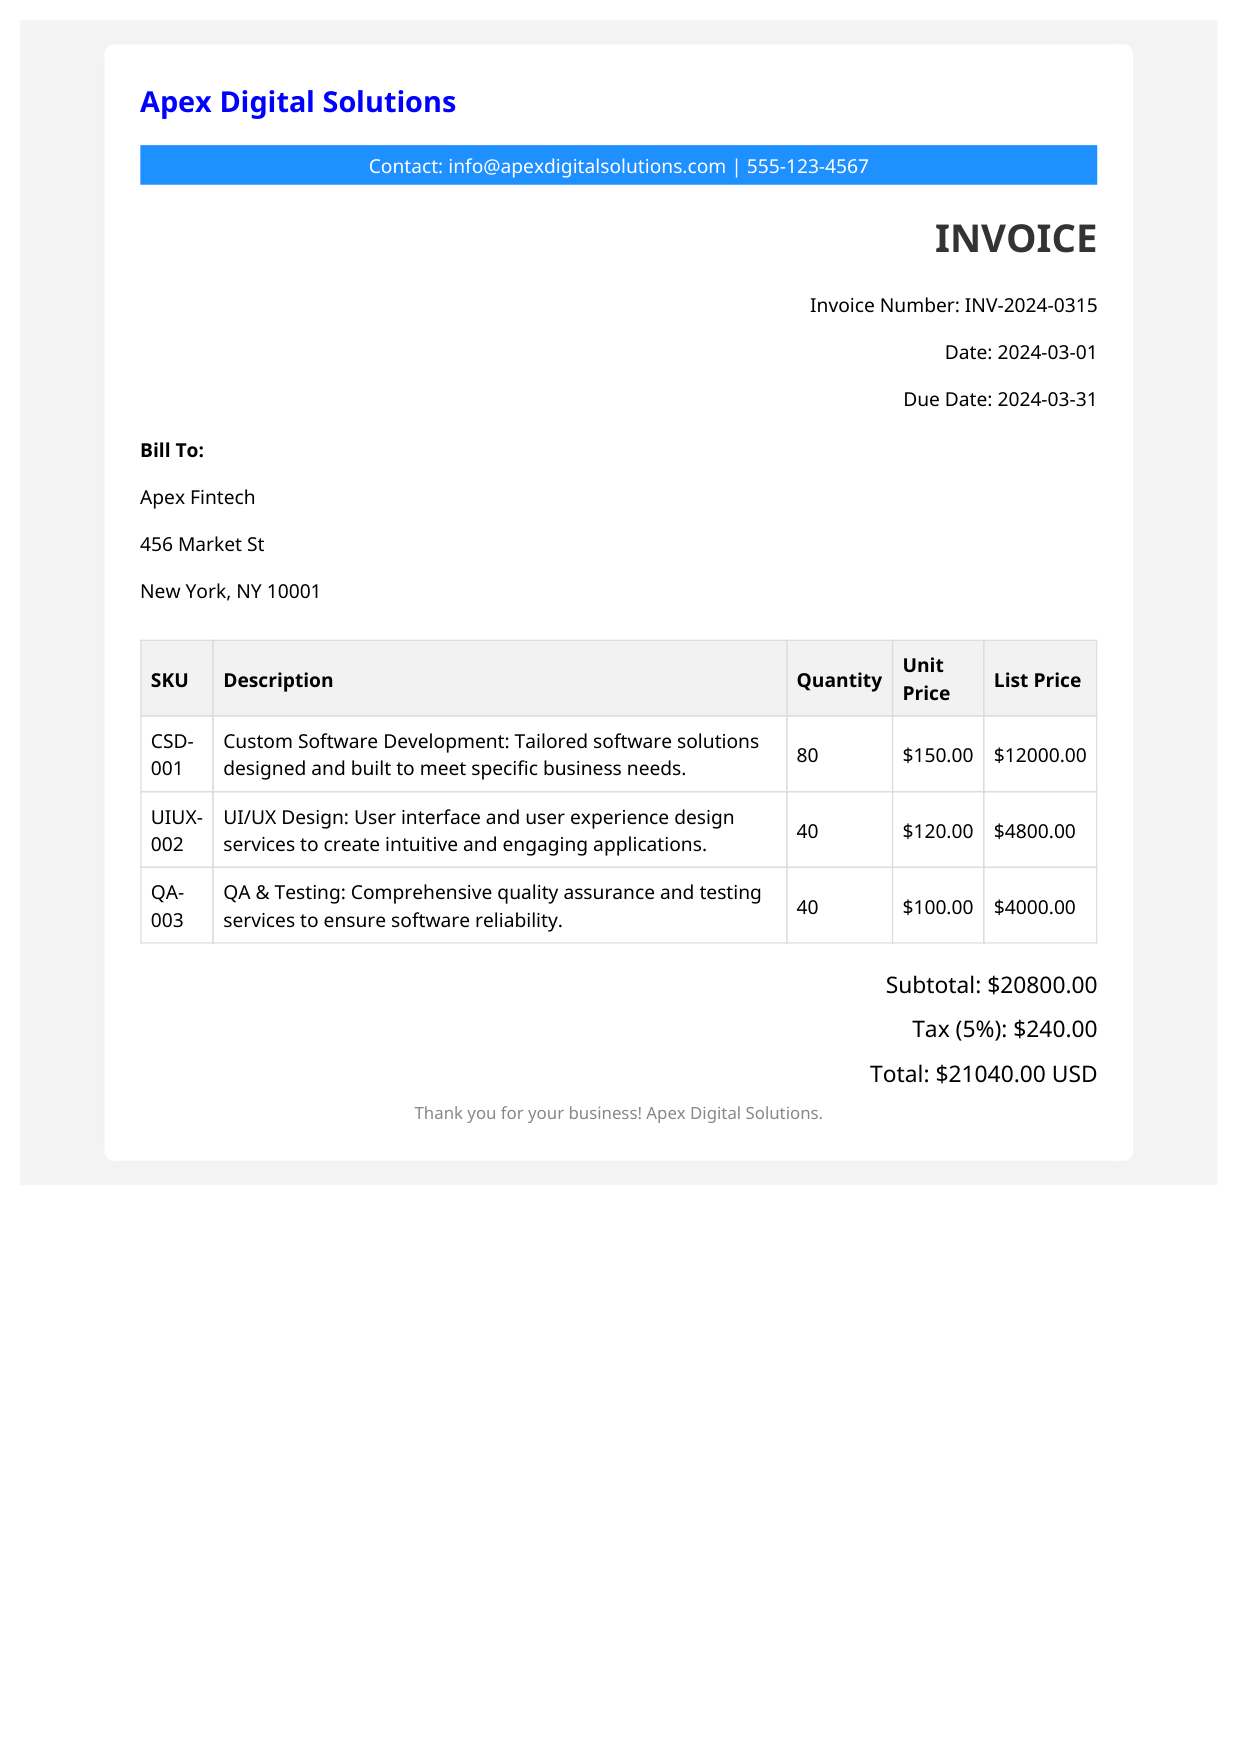 Apex Digital Solutions
Contact: info@apexdigitalsolutions.com | 555-123-4567
INVOICE
Invoice Number: INV-2024-0315
Date: 2024-03-01
Due Date: 2024-03-31
Bill To:
Apex Fintech
456 Market St
New York, NY 10001
SKU Description Quantity Unit Price List Price
CSD-001 Custom Software Development: Tailored software solutions
designed and built to meet specific business needs. 80 $150.00 $12000.00
UIUX-002 UI/UX Design: User interface and user experience design
services to create intuitive and engaging applications. 40 $120.00 $4800.00
QA-003 QA & Testing: Comprehensive quality assurance and testing
services to ensure software reliability. 40 $100.00 $4000.00
Subtotal: $20800.00
Tax (5%): $240.00
Total: $21040.00 USD
Thank you for your business! Apex Digital Solutions.